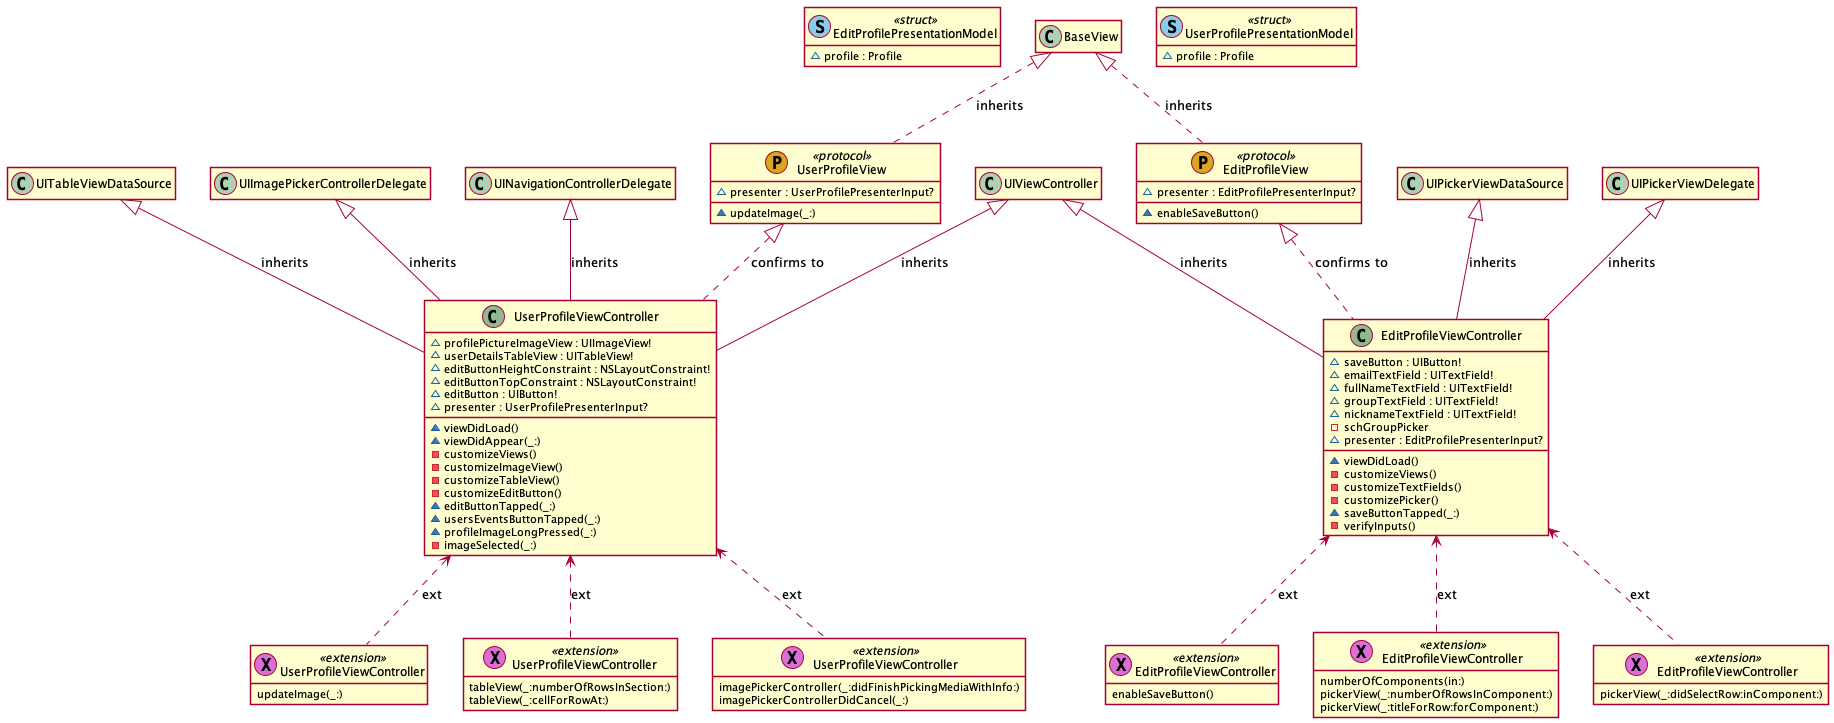 S
«struct»
EditProfilePresentationModel
profile : Profile
C
BaseView
S
«struct»
UserProfilePresentationModel
profile : Profile
inherits
inherits
C
UITableViewDataSource
C
UIImagePickerControllerDelegate
C
UINavigationControllerDelegate
P
«protocol»
UserProfileView
presenter : UserProfilePresenterInput?
updateImage(_:)
C
UIViewController
P
«protocol»
EditProfileView
presenter : EditProfilePresenterInput?
enableSaveButton()
C
UIPickerViewDataSource
C
UIPickerViewDelegate
inherits
inherits
inherits
confirms to
inherits
inherits
confirms to
inherits
inherits
C
UserProfileViewController
profilePictureImageView : UIImageView!
userDetailsTableView : UITableView!
editButtonHeightConstraint : NSLayoutConstraint!
editButtonTopConstraint : NSLayoutConstraint!
editButton : UIButton!
presenter : UserProfilePresenterInput?
viewDidLoad()
viewDidAppear(_:)
customizeViews()
customizeImageView()
customizeTableView()
customizeEditButton()
editButtonTapped(_:)
usersEventsButtonTapped(_:)
profileImageLongPressed(_:)
imageSelected(_:)
C
EditProfileViewController
saveButton : UIButton!
emailTextField : UITextField!
fullNameTextField : UITextField!
groupTextField : UITextField!
nicknameTextField : UITextField!
schGroupPicker
presenter : EditProfilePresenterInput?
viewDidLoad()
customizeViews()
customizeTextFields()
customizePicker()
saveButtonTapped(_:)
verifyInputs()
ext
ext
ext
ext
ext
ext
X
«extension»
UserProfileViewController
updateImage(_:)
X
«extension»
UserProfileViewController
tableView(_:numberOfRowsInSection:)
tableView(_:cellForRowAt:)
X
«extension»
UserProfileViewController
imagePickerController(_:didFinishPickingMediaWithInfo:)
imagePickerControllerDidCancel(_:)
X
«extension»
EditProfileViewController
enableSaveButton()
X
«extension»
EditProfileViewController
numberOfComponents(in:)
pickerView(_:numberOfRowsInComponent:)
pickerView(_:titleForRow:forComponent:)
X
«extension»
EditProfileViewController
pickerView(_:didSelectRow:inComponent:)